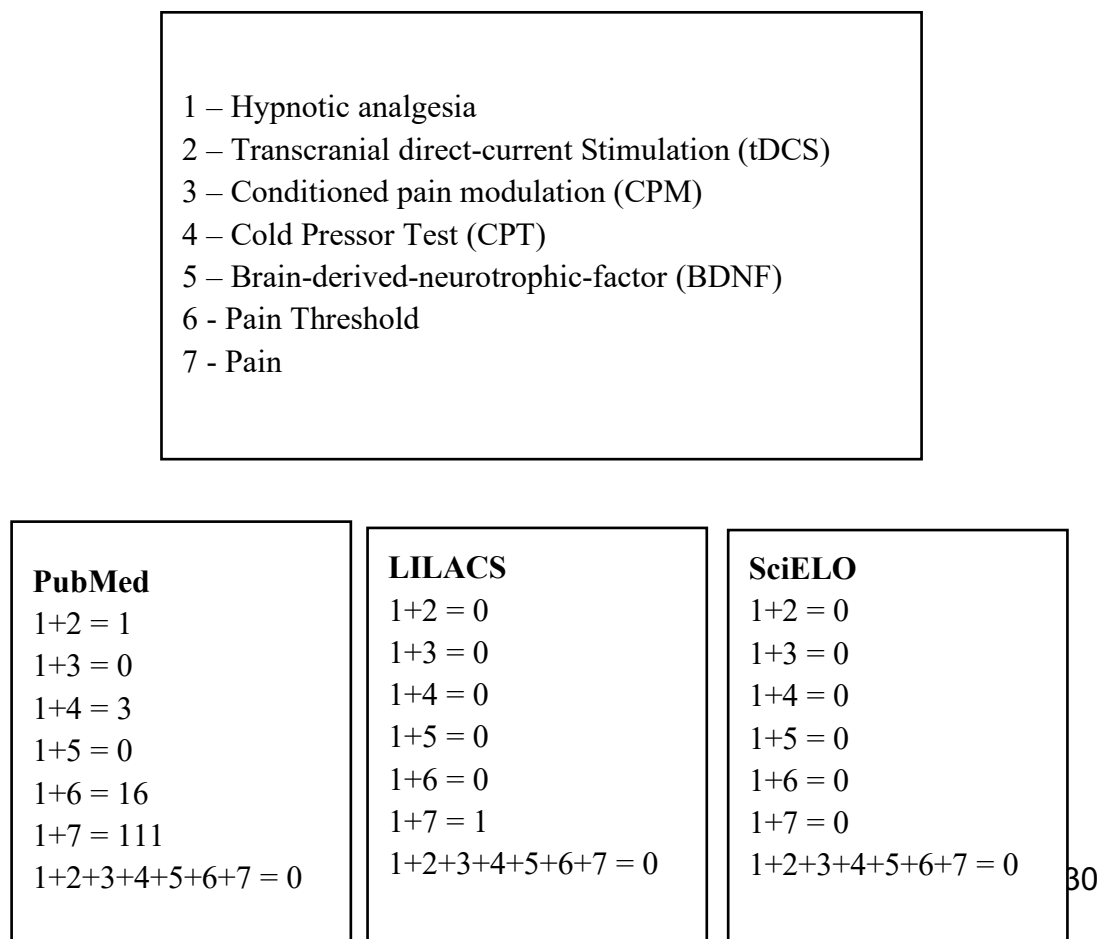 1 – Hypnotic analgesia
2 – Transcranial direct-current Stimulation (tDCS)
3 – Conditioned pain modulation (CPM)
4 – Cold Pressor Test (CPT)
5 – Brain-derived-neurotrophic-factor (BDNF)
6 - Pain Threshold
7 - Pain
PubMed
1+2 = 1
1+3 = 0
1+4 = 3
1+5 = 0
1+6 = 16
1+7 = 111
1+2+3+4+5+6+7 = 0
LILACS
1+2 = 0
1+3 = 0
1+4 = 0
1+5 = 0
1+6 = 0
1+7 = 1
1+2+3+4+5+6+7 = 0
SciELO
1+2 = 0
1+3 = 0
1+4 = 0
1+5 = 0
1+6 = 0
1+7 = 0
1+2+3+4+5+6+7 = 0
30